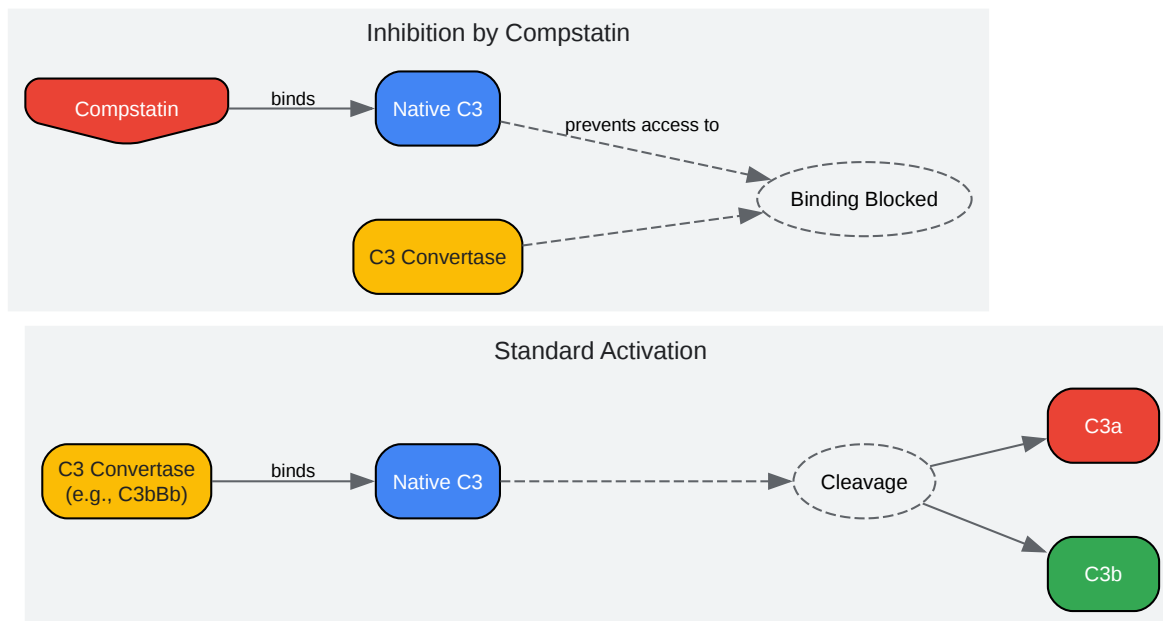 Inhibition by Compstatin
Compstatin
binds
Native C3
prevents access to
Binding Blocked
C3 Convertase
Standard Activation
C3 Convertase
(e.g., C3bBb)
binds
Native C3
Cleavage
C3a
C3b